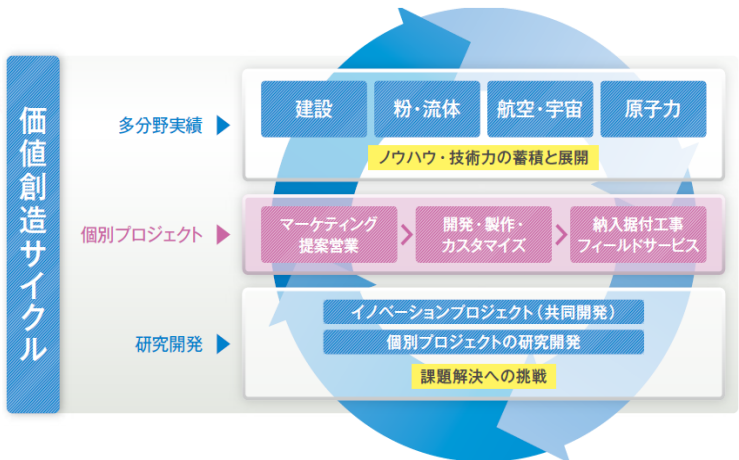 価値創造サイクル
多分野実績
建設
粉・流体
航空・宇宙
原子力
ノウハウ・技術力の蓄積と展開
個別プロジェクト
マーケティング
提案営業
開発・製作・
カスタマイズ
納入据付工事
フィールドサービス
研究開発
イノベーションプロジェクト（共同開発）
個別プロジェクトの研究開発
課題解決への挑戦